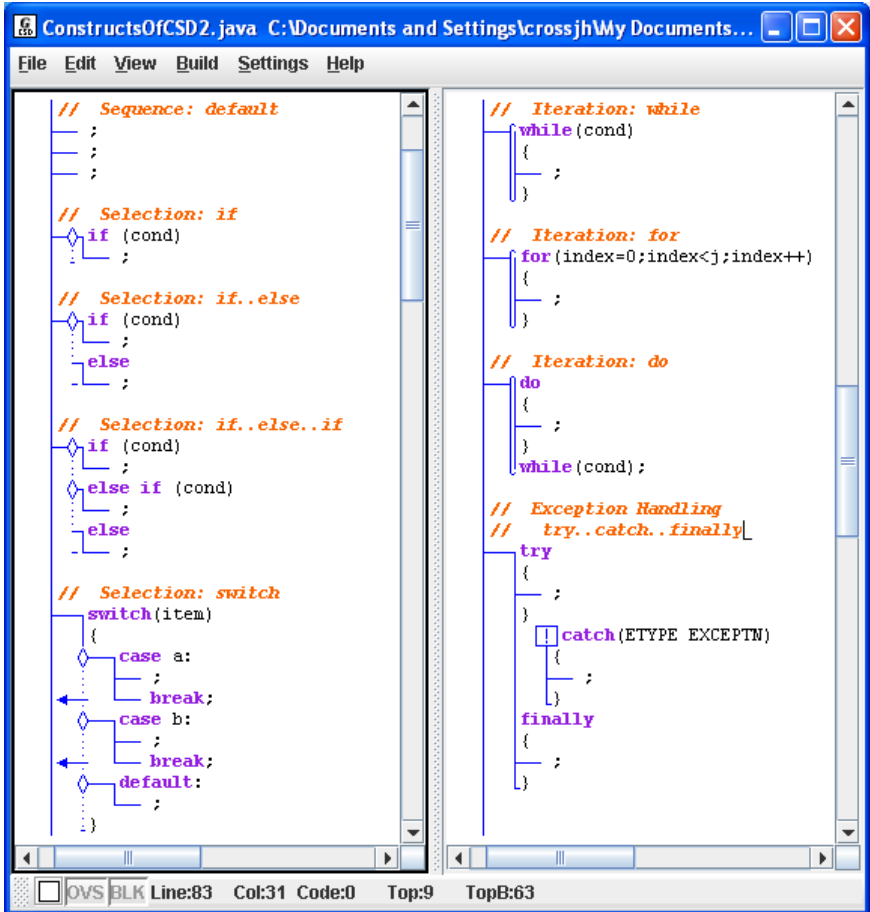 ConstructsOfCSD2.java C:\Documents and Settings\crossjh\My Documents...
File Edit View Build Settings Help
// Sequence: default
;
;
;
// Selection: if
if (cond)
;
// Selection: if..else
if (cond)
;
else
;
// Selection: if..else..if
if (cond)
;
else if (cond)
;
else
;
// Selection: switch
switch(item)
{
case a:
;
break;
case b:
;
break;
default:
;
}
// Iteration: while
while(cond)
{
;
}
// Iteration: for
for(index=0;index<j;index++)
{
;
}
// Iteration: do
do
{
;
}
while(cond);
// Exception Handling
// try..catch..finally
try
{
;
}
! catch(ETYPE EXCEPTN)
{
;
}
finally
{
;
}
OVS BLK Line:83 Col:31 Code:0 Top:9 TopB:63